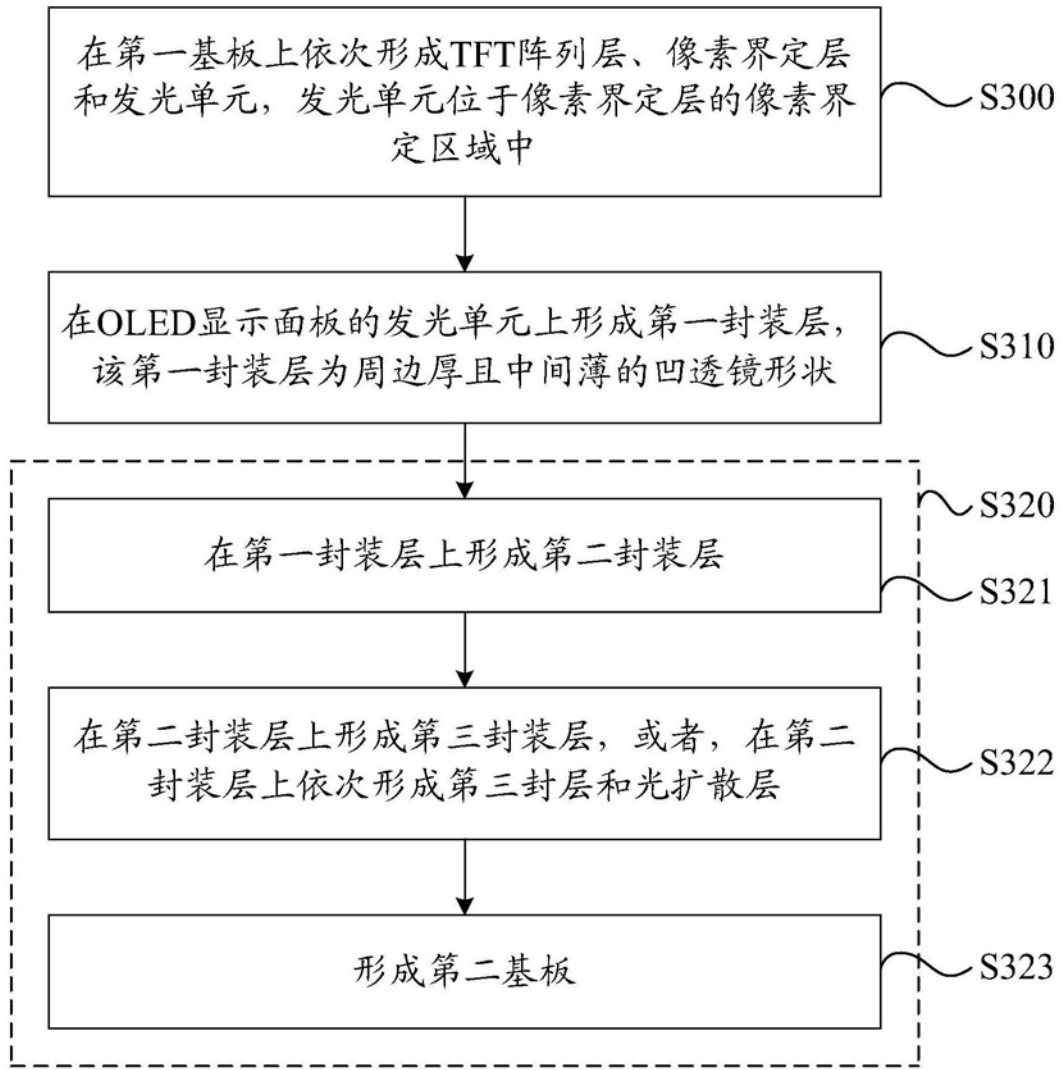 在第一基板上依次形成TFT阵列层、像素界定层
和发光单元，发光单元位于像素界定层的像素界
定区域中
S300
在OLED显示面板的发光单元上形成第一封装层，
该第一封装层为周边厚且中间薄的凹透镜形状
S310
S320
在第一封装层上形成第二封装层
S321
在第二封装层上形成第三封装层，或者，在第二
封装层上依次形成第三封层和光扩散层
S322
形成第二基板
S323